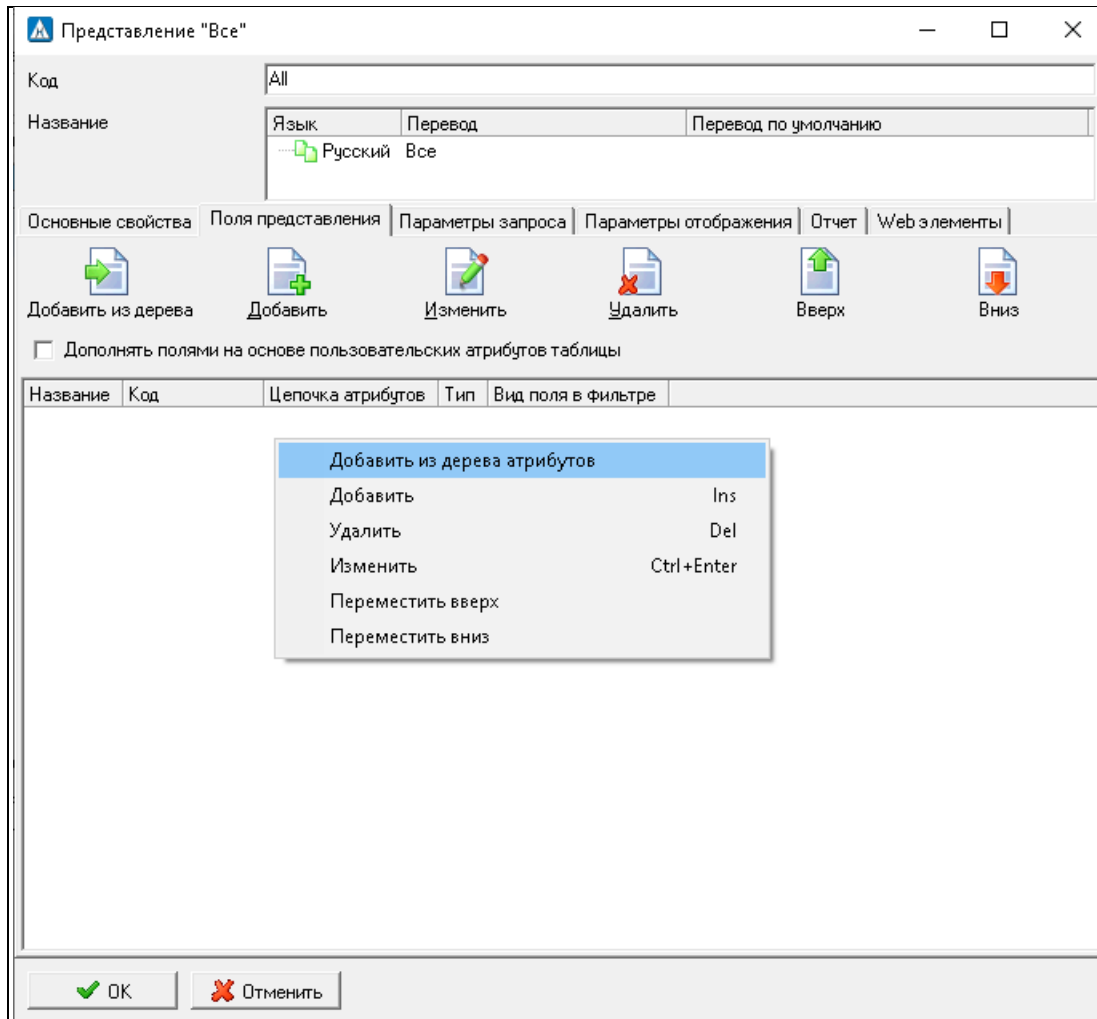 Представление "Все"
Код All
Название Язык Перевод Перевод по умолчанию
Русский Все
Основные свойства Поля представления Параметры запроса Параметры отображения Отчет Web элементы
Добавить из дерева Добавить Изменить Удалить Вверх Вниз
Дополнять полями на основе пользовательских атрибутов таблицы
Название Код Цепочка атрибутов Тип Вид поля в фильтре
Добавить из дерева атрибутов
Добавить Ins
Удалить Del
Изменить Ctrl+Enter
Переместить вверх
Переместить вниз
OK Отменить